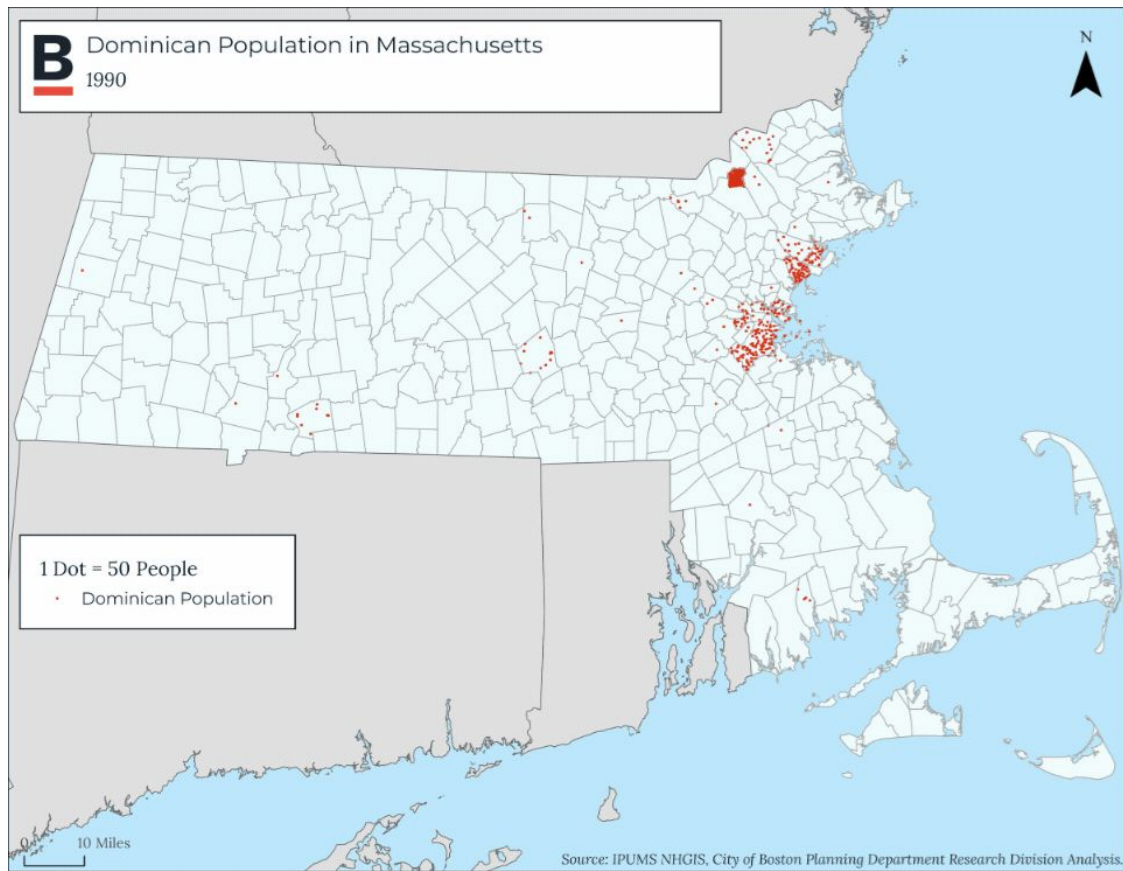 B
Dominican Population in Massachusetts
1990
N
1 Dot = 50 People
Dominican Population
0 10 Miles
Source: IPUMS NHGIS, City of Boston Planning Department Research Division Analysis.